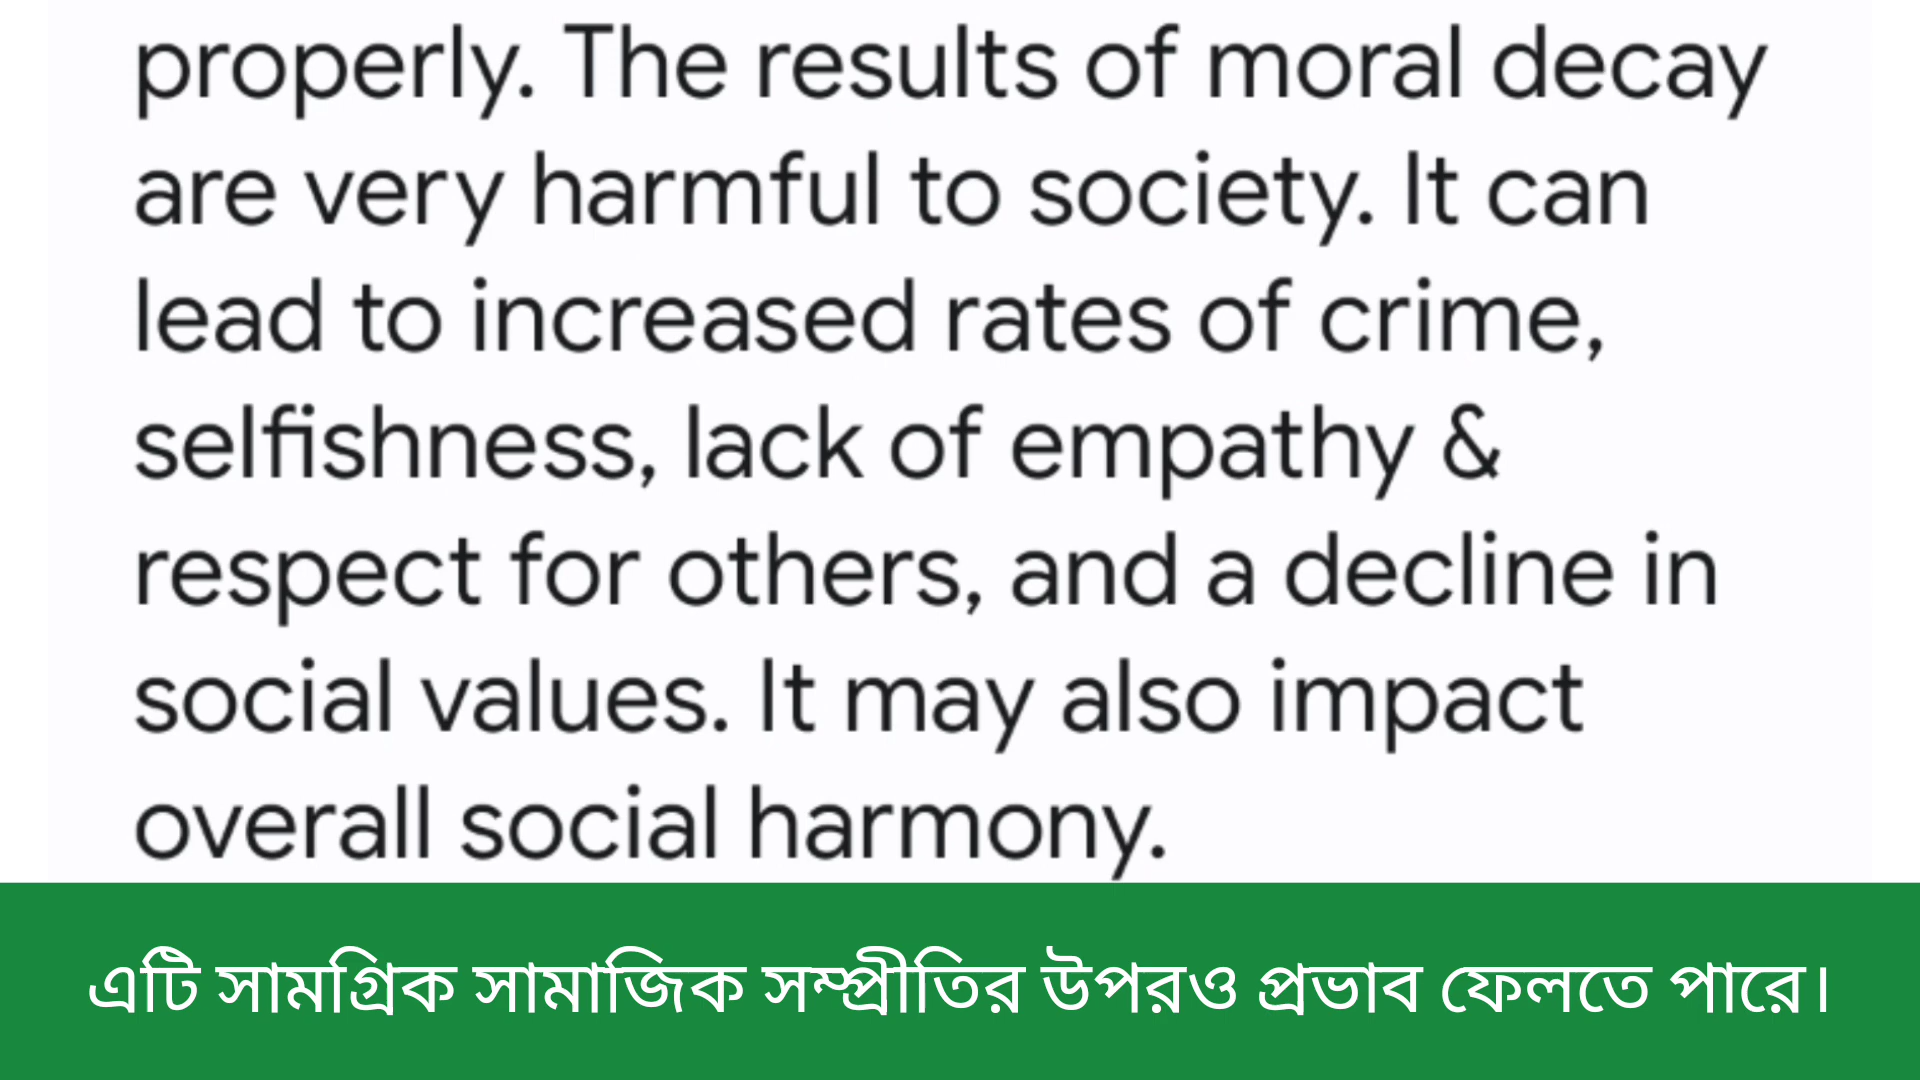 properly. The results of moral decay
are very harmful to society. It can
lead to increased rates of crime,
selfishness, lack of empathy &
respect for others, and a decline in
social values. It may also impact
overall social harmony.
এটি সামগ্রিক সামাজিক সম্প্রীতির উপরও প্রভাব ফেলতে পারে।